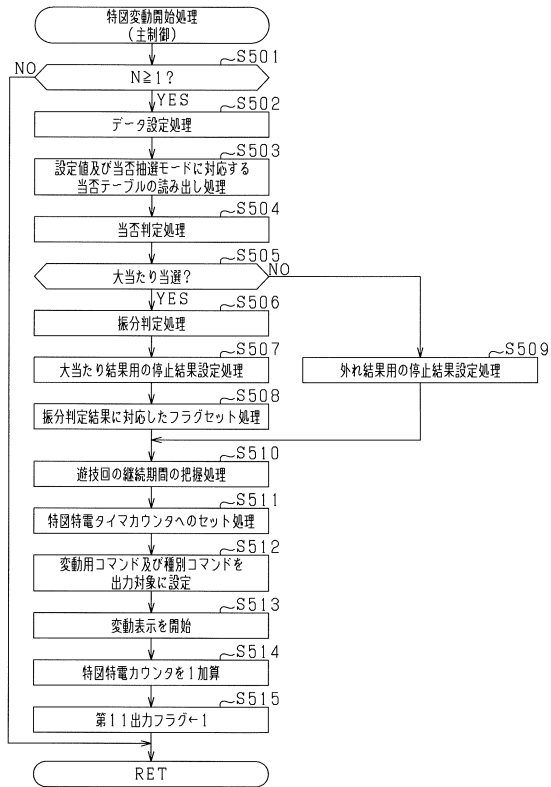 特図変動開始処理
（主制御）
S501
NO
N≧1？
YES
S502
データ設定処理
S503
設定値及び当否抽選モードに対応する
当否テーブルの読み出し処理
S504
当否判定処理
S505
大当たり当選？
NO
YES
S506
振分判定処理
S507
大当たり結果用の停止結果設定処理
S509
外れ結果用の停止結果設定処理
S508
振分判定結果に対応したフラグセット処理
S510
遊技回の継続期間の把握処理
S511
特図特電タイマカウンタへのセット処理
S512
変動用コマンド及び種別コマンドを
出力対象に設定
S513
変動表示を開始
S514
特図特電カウンタを1加算
S515
第11出力フラグ←1
RET